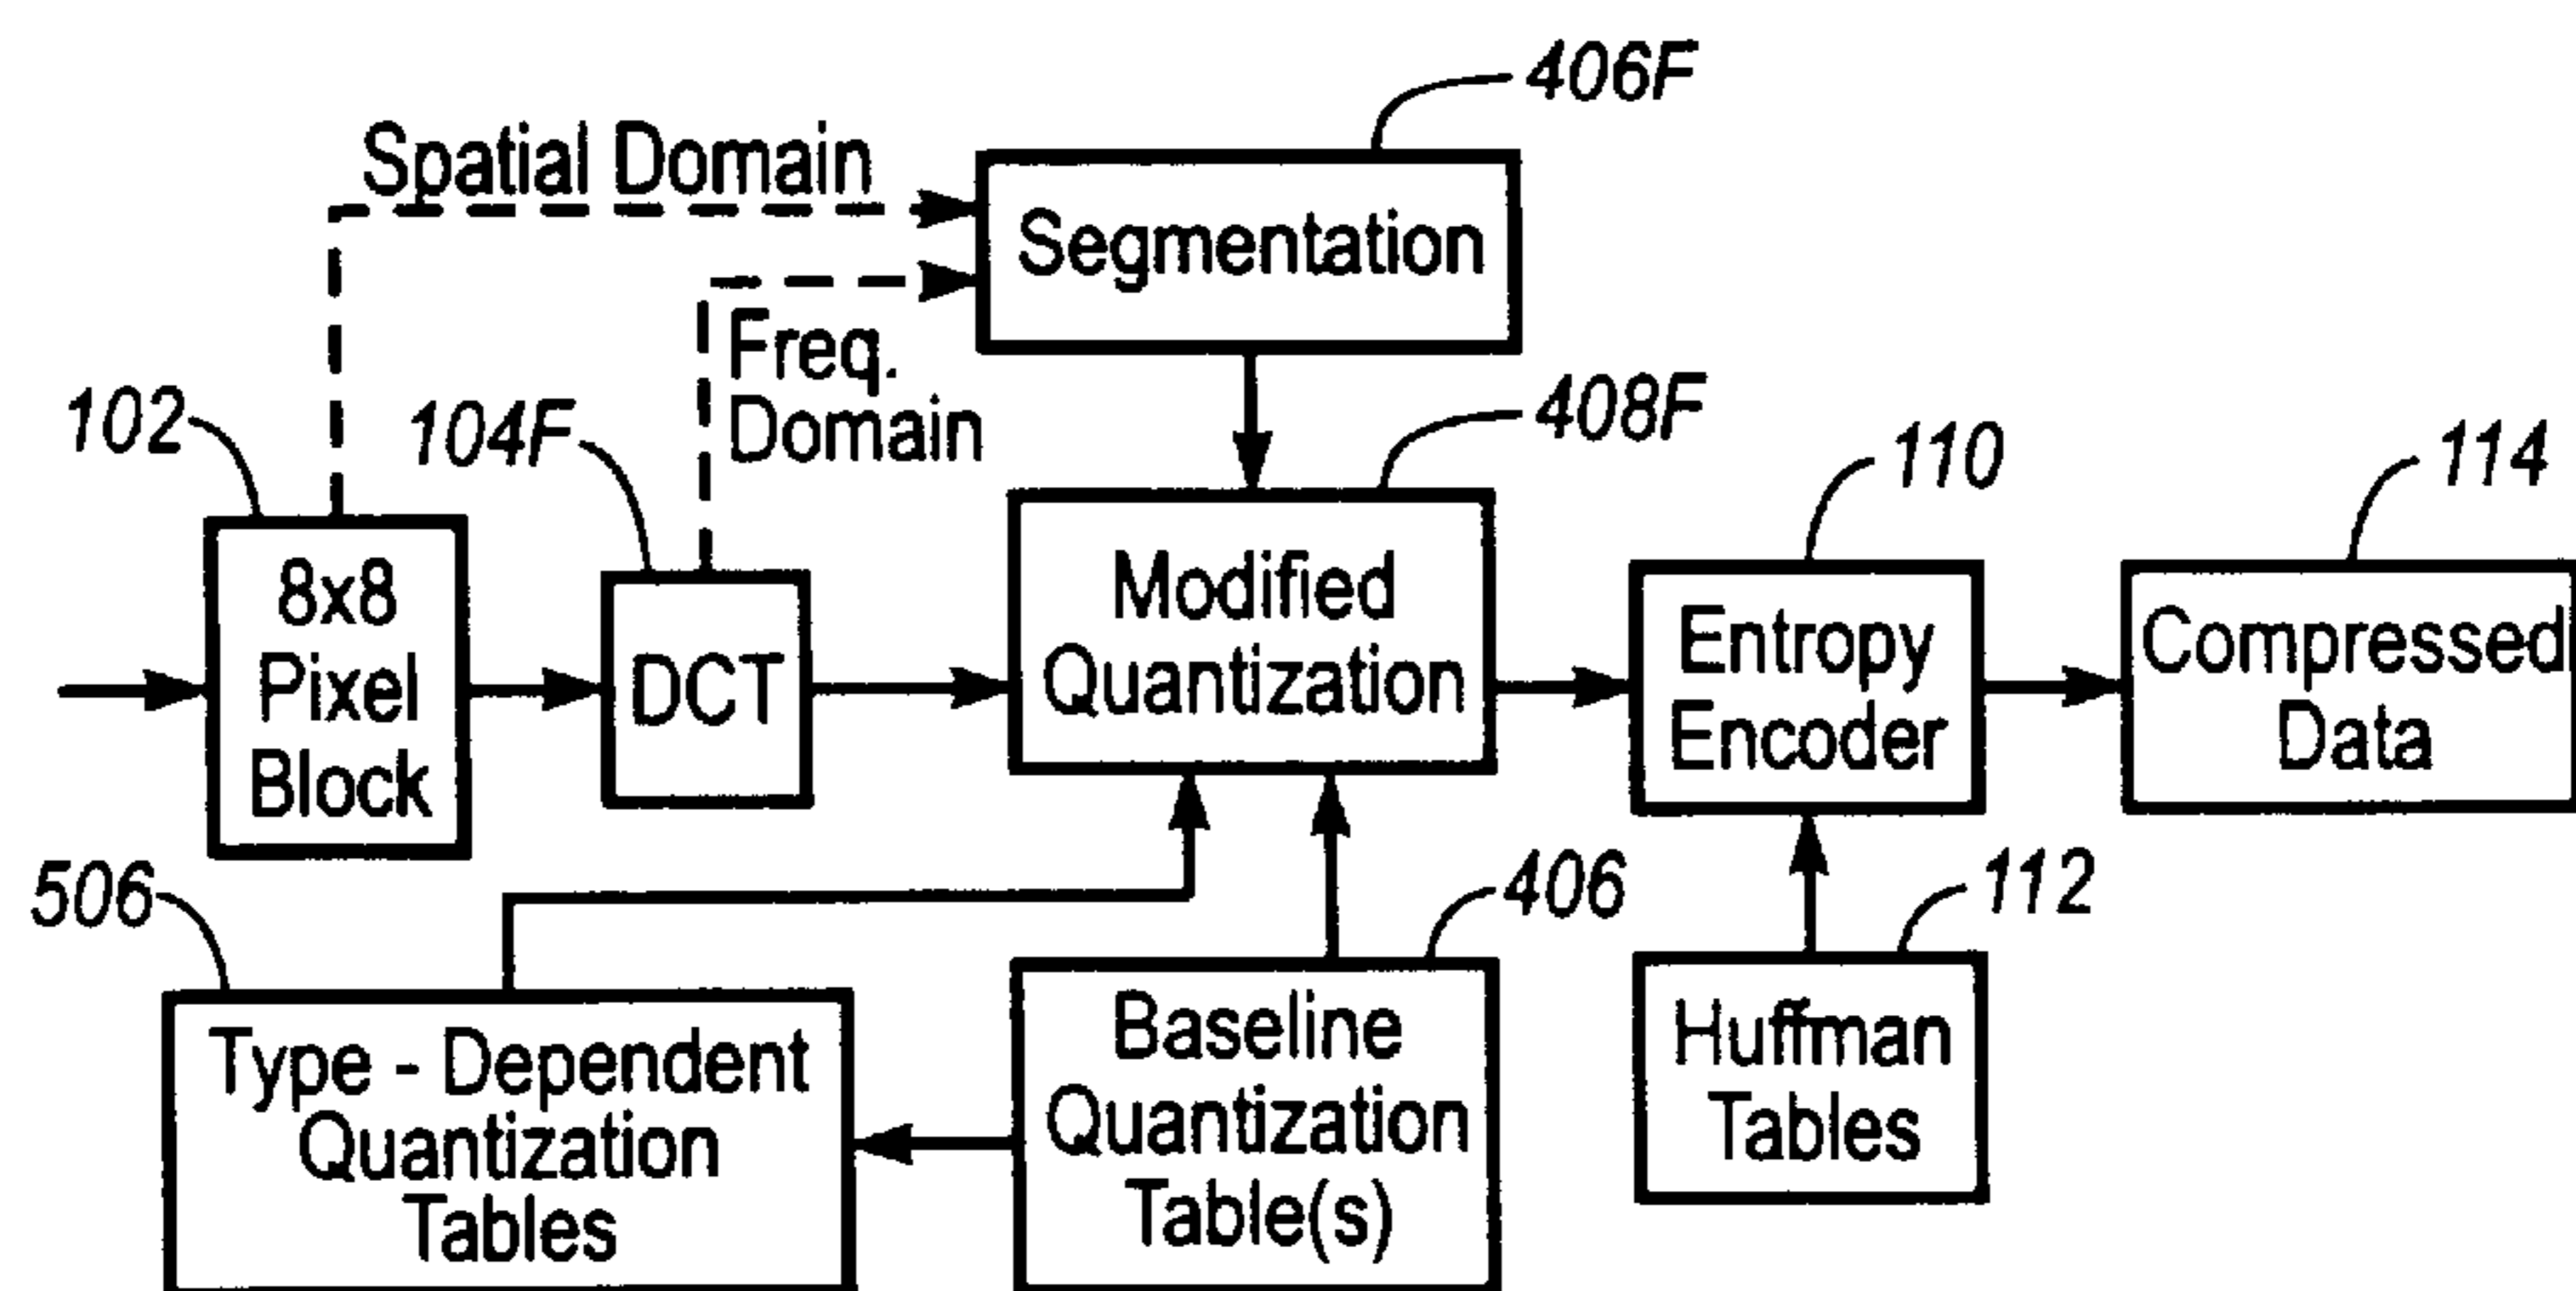 406F
Spatial Domain
Segmentation
Freq.
Domain
102
104F
408F
110
114
8x8
Pixel
Block
DCT
Modified
Quantization
Entropy
Encoder
Compressed
Data
506
406
112
Type - Dependent
Quantization
Tables
Baseline
Quantization
Table(s)
Huffman
Tables